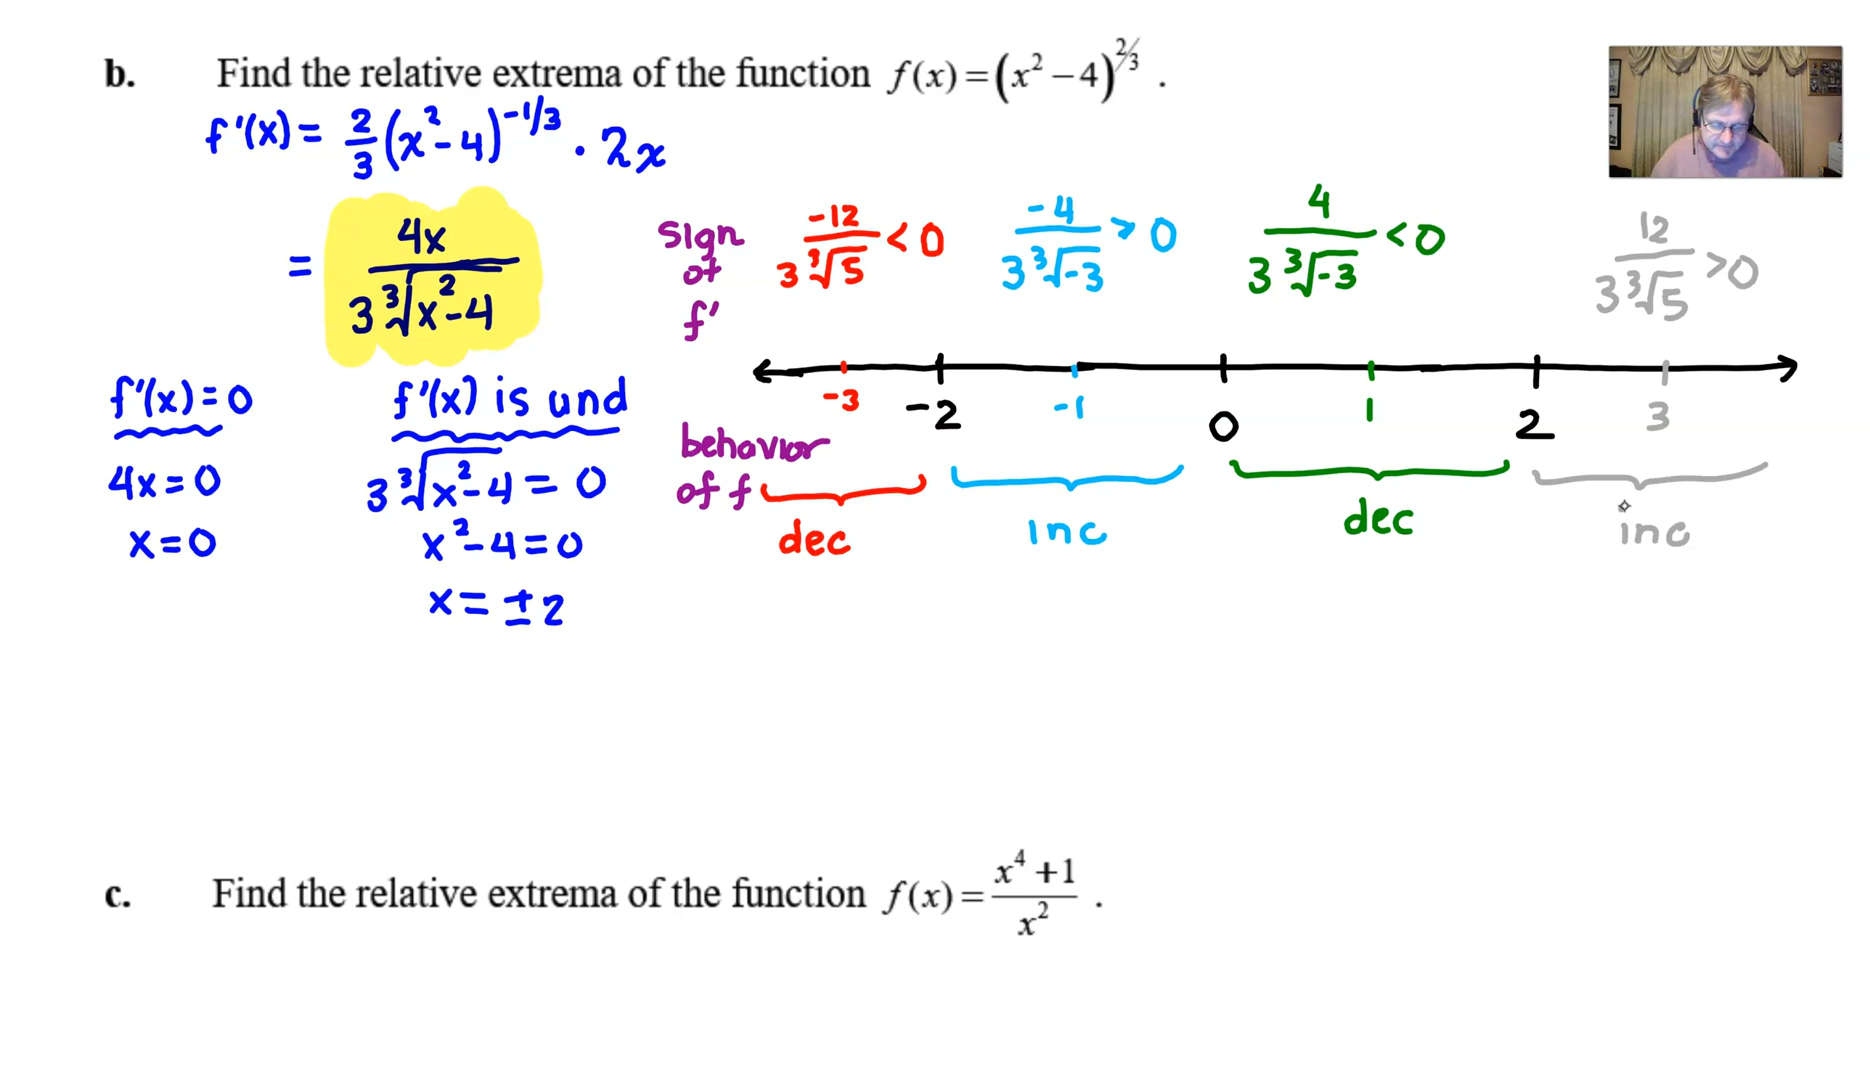 b. Find the relative extrema of the function f(x) = (x² − 4)^(2/3) .
f'(x) = 2/3 (x² - 4)^(-1/3) · 2x
= 4x / (3∛(x² - 4))
sign of f'
-12 / (3∛5) < 0
-4 / (3∛-3) > 0
4 / (3∛-3) < 0
12 / (3∛5) > 0
-3 -2 -1 0 1 2 3
behavior of f
dec inc dec inc
f'(x) = 0
4x = 0
x = 0
f'(x) is und
3∛(x² - 4) = 0
x² - 4 = 0
x = ±2
c. Find the relative extrema of the function f(x) = (x⁴ + 1) / x² .